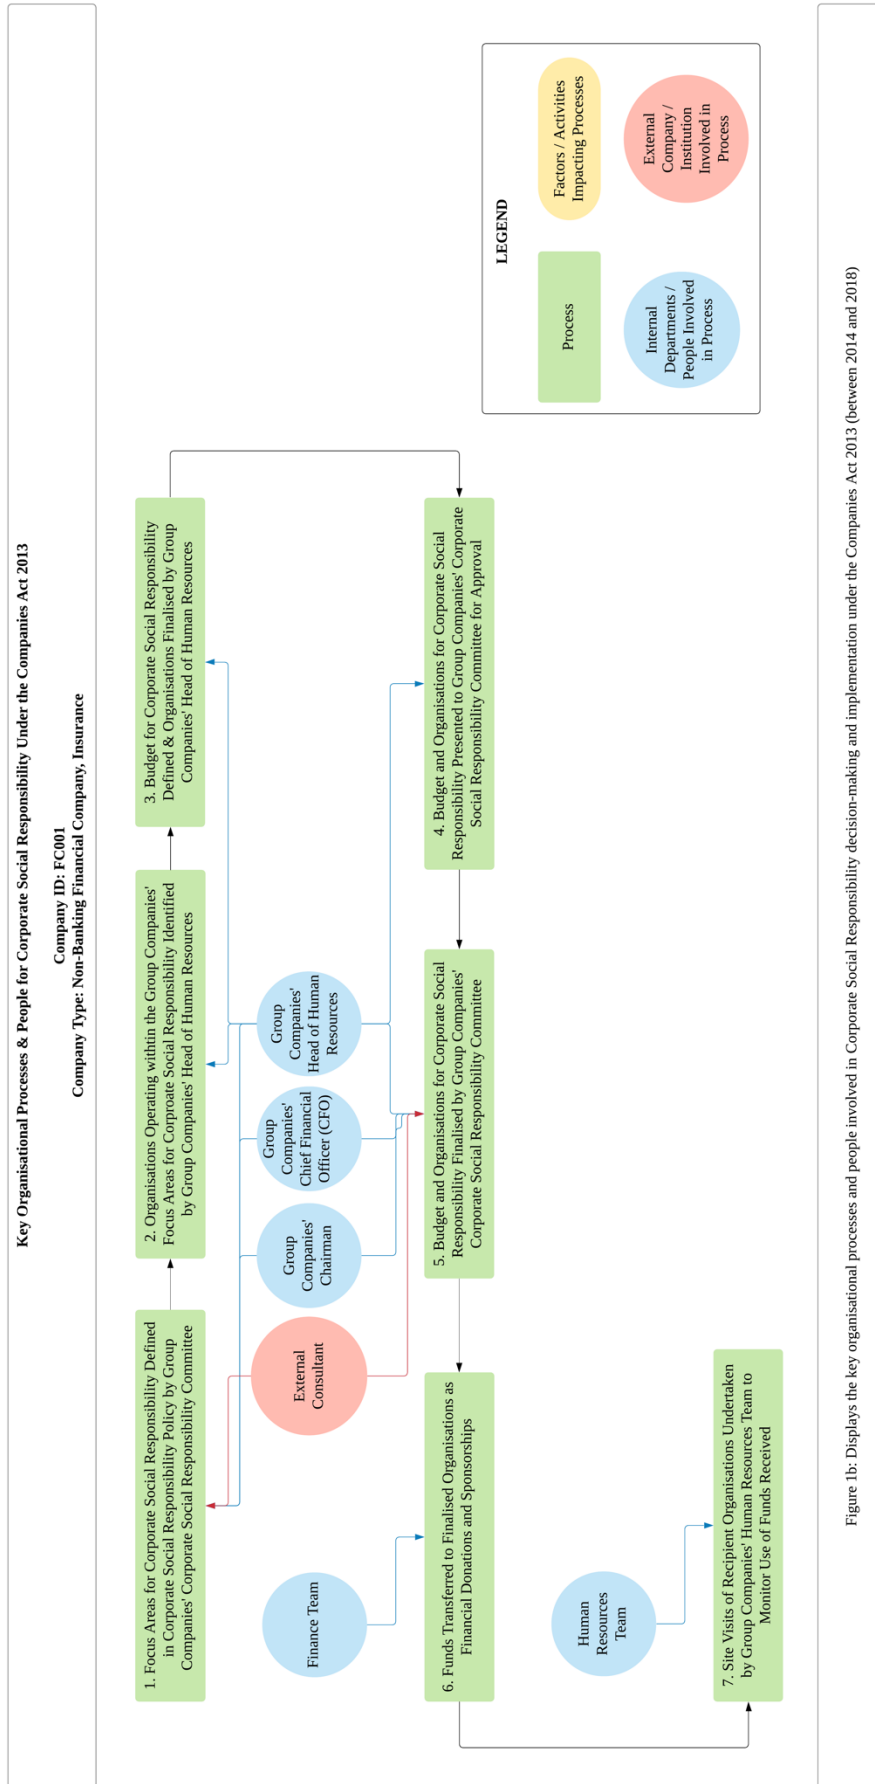 Key Organisational Processes & People for Corporate Social Responsibility Under the Companies Act 2013
Company ID: FC001
Company Type: Non-Banking Financial Company, Insurance
1. Focus Areas for Corporate Social Responsibility Defined
in Corporate Social Responsibility Policy by Group
Companies' Corporate Social Responsibility Committee
2. Organisations Operating withtin the Group Companies'
Focus Areas for Corproate Social Responsibility Identified
by Group Companies' Head of Human Resources
3. Budget for Corporate Social Responsibility
Defined & Organisations Finalised by Group
Companies' Head of Human Resources
Finance Team
External
Consultant
Group
Companies'
Chairman
Group
Companies'
Chief Financial
Officer (CFO)
Group
Companies'
Head of Human
Resources
6. Funds Transferred to Finalised Organisations as
Financial Donations and Sponsorships
5. Budget and Organisations for Corporate Social
Responsibility Finalised by Group Companies'
Corporate Social Responsibility Committee
4. Budget and Organisations for Corporate Social
Responsibility Presented to Group Companies' Corporate
Social Responsibility Committee for Approval
Human
Resources
Team
7. Site Visits of Recipient Organisations Undertaken
by Group Companies' Human Resources Team to
Monitor Use of Funds Received
LEGEND
Process
Factors / Activities
Impacting Processes
Internal
Departments /
People Involved
in Process
External
Company /
Institution
Involved in
Process
Figure 1b: Displays the key organisational processes and people involved in Corporate Social Responsibility decision-making and implementation under the Companies Act 2013 (between 2014 and 2018)